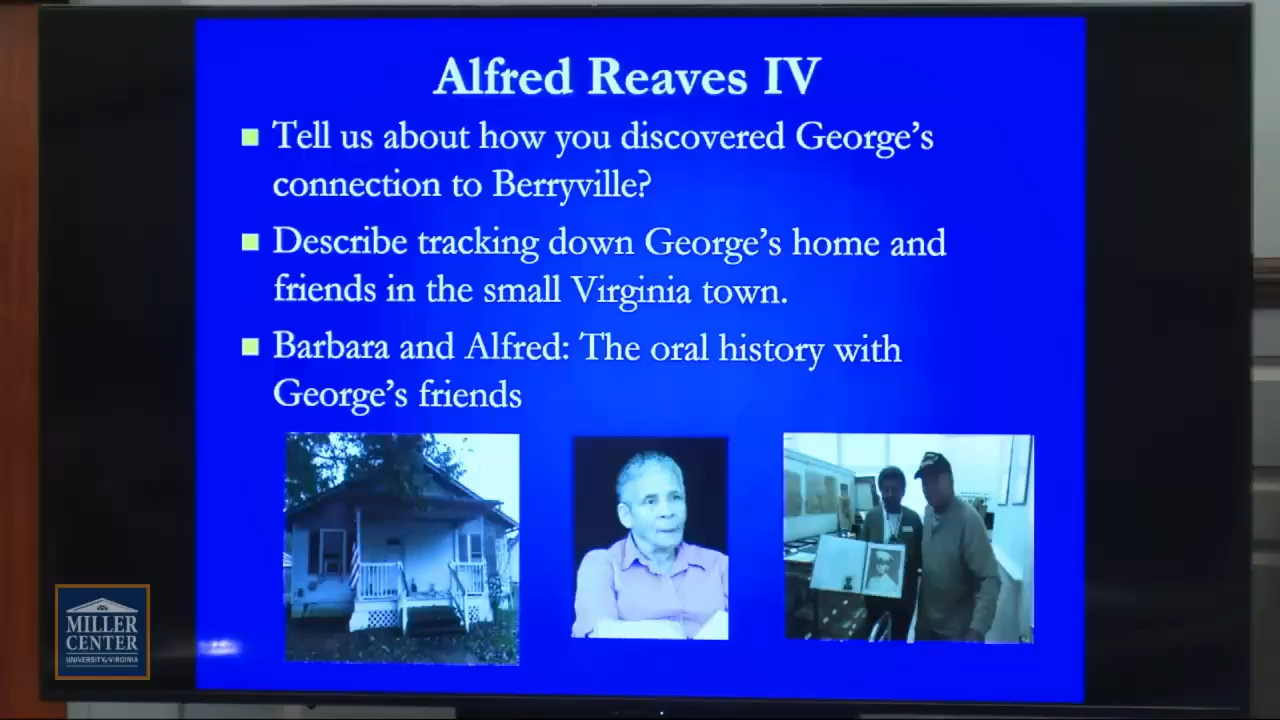 Alfred Reaves IV
Tell us about how you discovered George's
connection to Berryville?
Describe tracking down George's home and
friends in the small Virginia town.
Barbara and Alfred: The oral history with
George's friends
MILLER
CENTER
UNIVERSITY of VIRGINIA